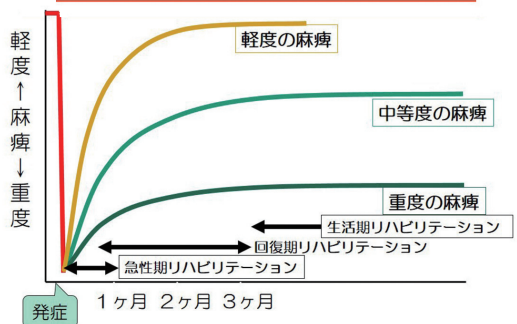 軽度の麻痺
軽度←麻痺→重度
中等度の麻痺
重度の麻痺
生活期リハビリテーション
回復期リハビリテーション
急性期リハビリテーション
発症
1ヶ月 2ヶ月 3ヶ月